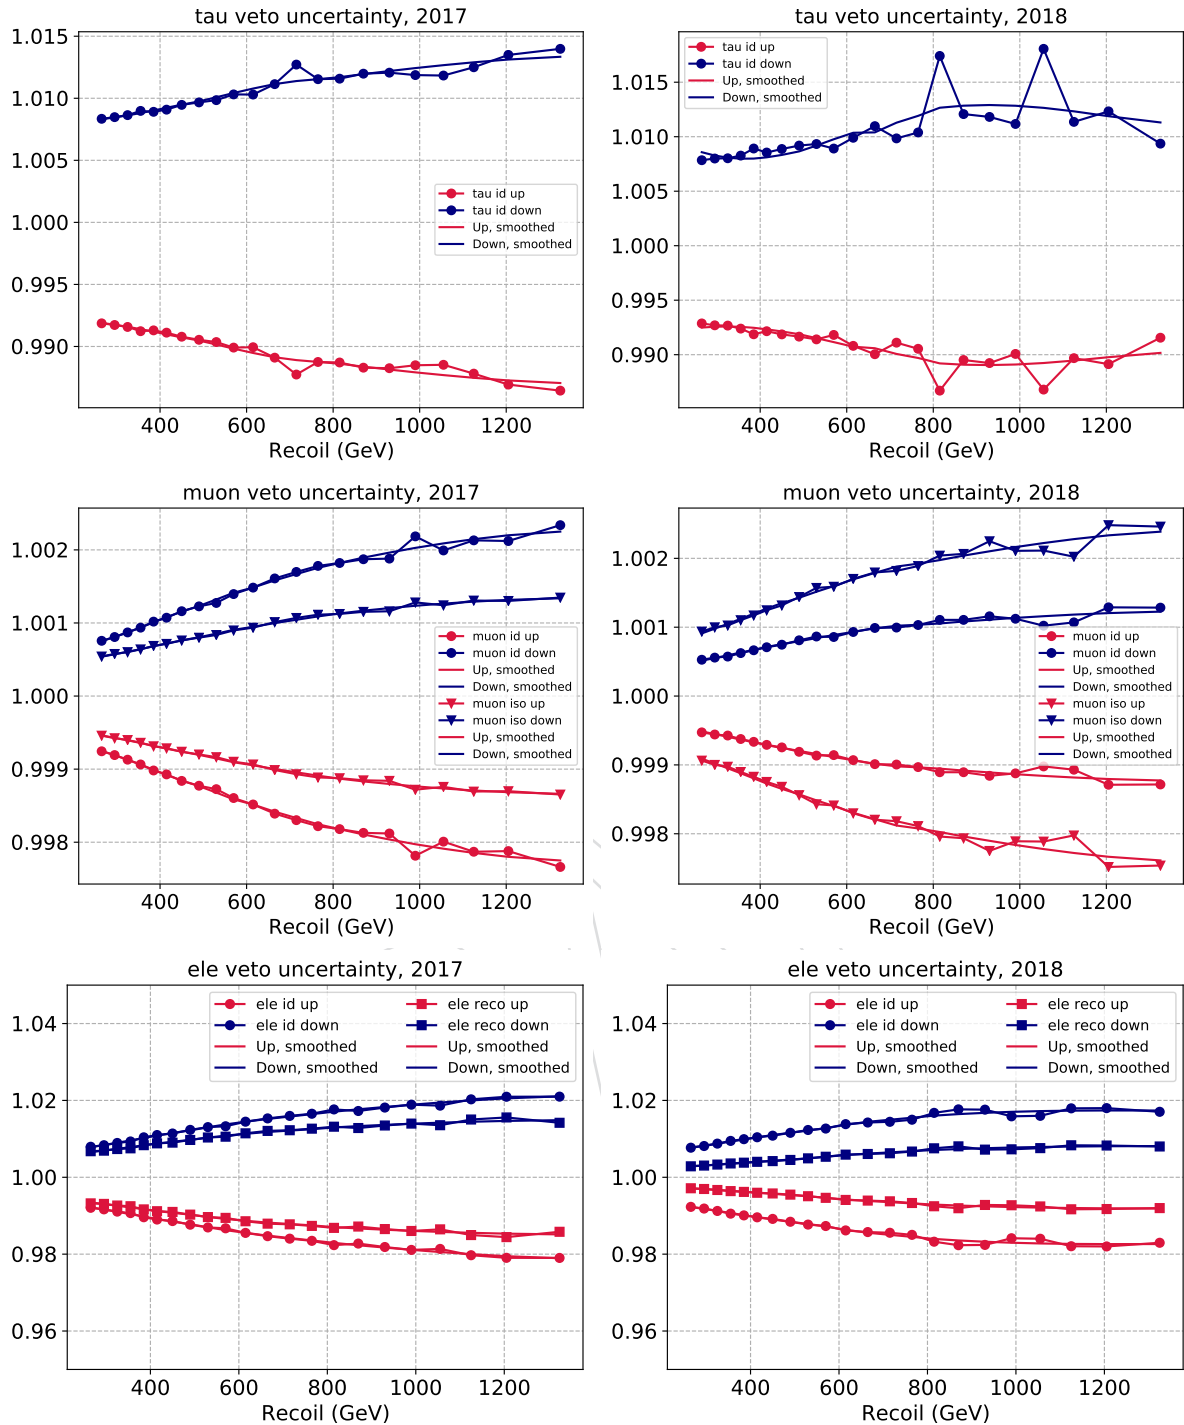 tau veto uncertainty, 2017
1.015
1.010
1.005
1.000
0.995
0.990
tau id up
tau id down
Up, smoothed
Down, smoothed
400 600 800 1000 1200
Recoil (GeV)
tau veto uncertainty, 2018
tau id up
tau id down
Up, smoothed
Down, smoothed
1.015
1.010
1.005
1.000
0.995
0.990
400 600 800 1000 1200
Recoil (GeV)
muon veto uncertainty, 2017
1.002
1.001
1.000
0.999
0.998
muon id up
muon id down
Up, smoothed
Down, smoothed
muon iso up
muon iso down
Up, smoothed
Down, smoothed
400 600 800 1000 1200
Recoil (GeV)
muon veto uncertainty, 2018
1.002
1.001
1.000
0.999
0.998
muon id up
muon id down
Up, smoothed
Down, smoothed
muon iso up
muon iso down
Up, smoothed
Down, smoothed
400 600 800 1000 1200
Recoil (GeV)
ele veto uncertainty, 2017
ele id up ele reco up
ele id down ele reco down
Up, smoothed Up, smoothed
Down, smoothed Down, smoothed
1.04
1.02
1.00
0.98
0.96
400 600 800 1000 1200
Recoil (GeV)
ele veto uncertainty, 2018
ele id up ele reco up
ele id down ele reco down
Up, smoothed Up, smoothed
Down, smoothed Down, smoothed
1.04
1.02
1.00
0.98
0.96
400 600 800 1000 1200
Recoil (GeV)